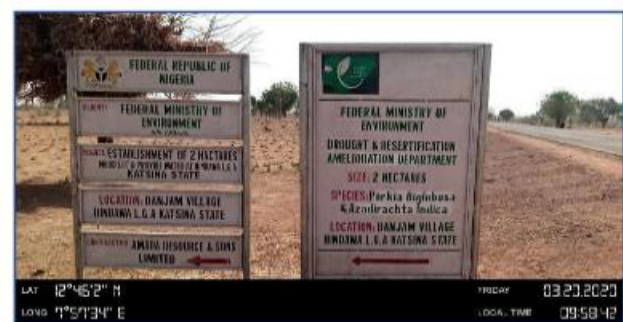 FEDERAL REPUBLIC OF
NIGERIA
FEDERAL MINISTRY OF
ENVIRONMENT
ESTABLISHMENT OF 2 HACTARES
KATSINA STATE
LOCATION: DANJAM VILLAGE
BINDAWA L.G.A KATSINA STATE
AMAYA RESOURCE & SONS
LIMITED
FEDERAL MINISTRY OF
ENVIRONMENT
DROUGHT & DESERTIFICATION
AMELIORATION DEPARTMENT
SIZE: 2 HECTARES
SPECIES: Parkia Biglobosa
& Azadirachta Indica
LOCATION: DANJAM VILLAGE
BINDAWA L.G.A KATSINA STATE
LAT 12°46'2" N
LONG 7°57'34" E
FRIDAY 03.20.2020
LOCAL TIME 09:58:42